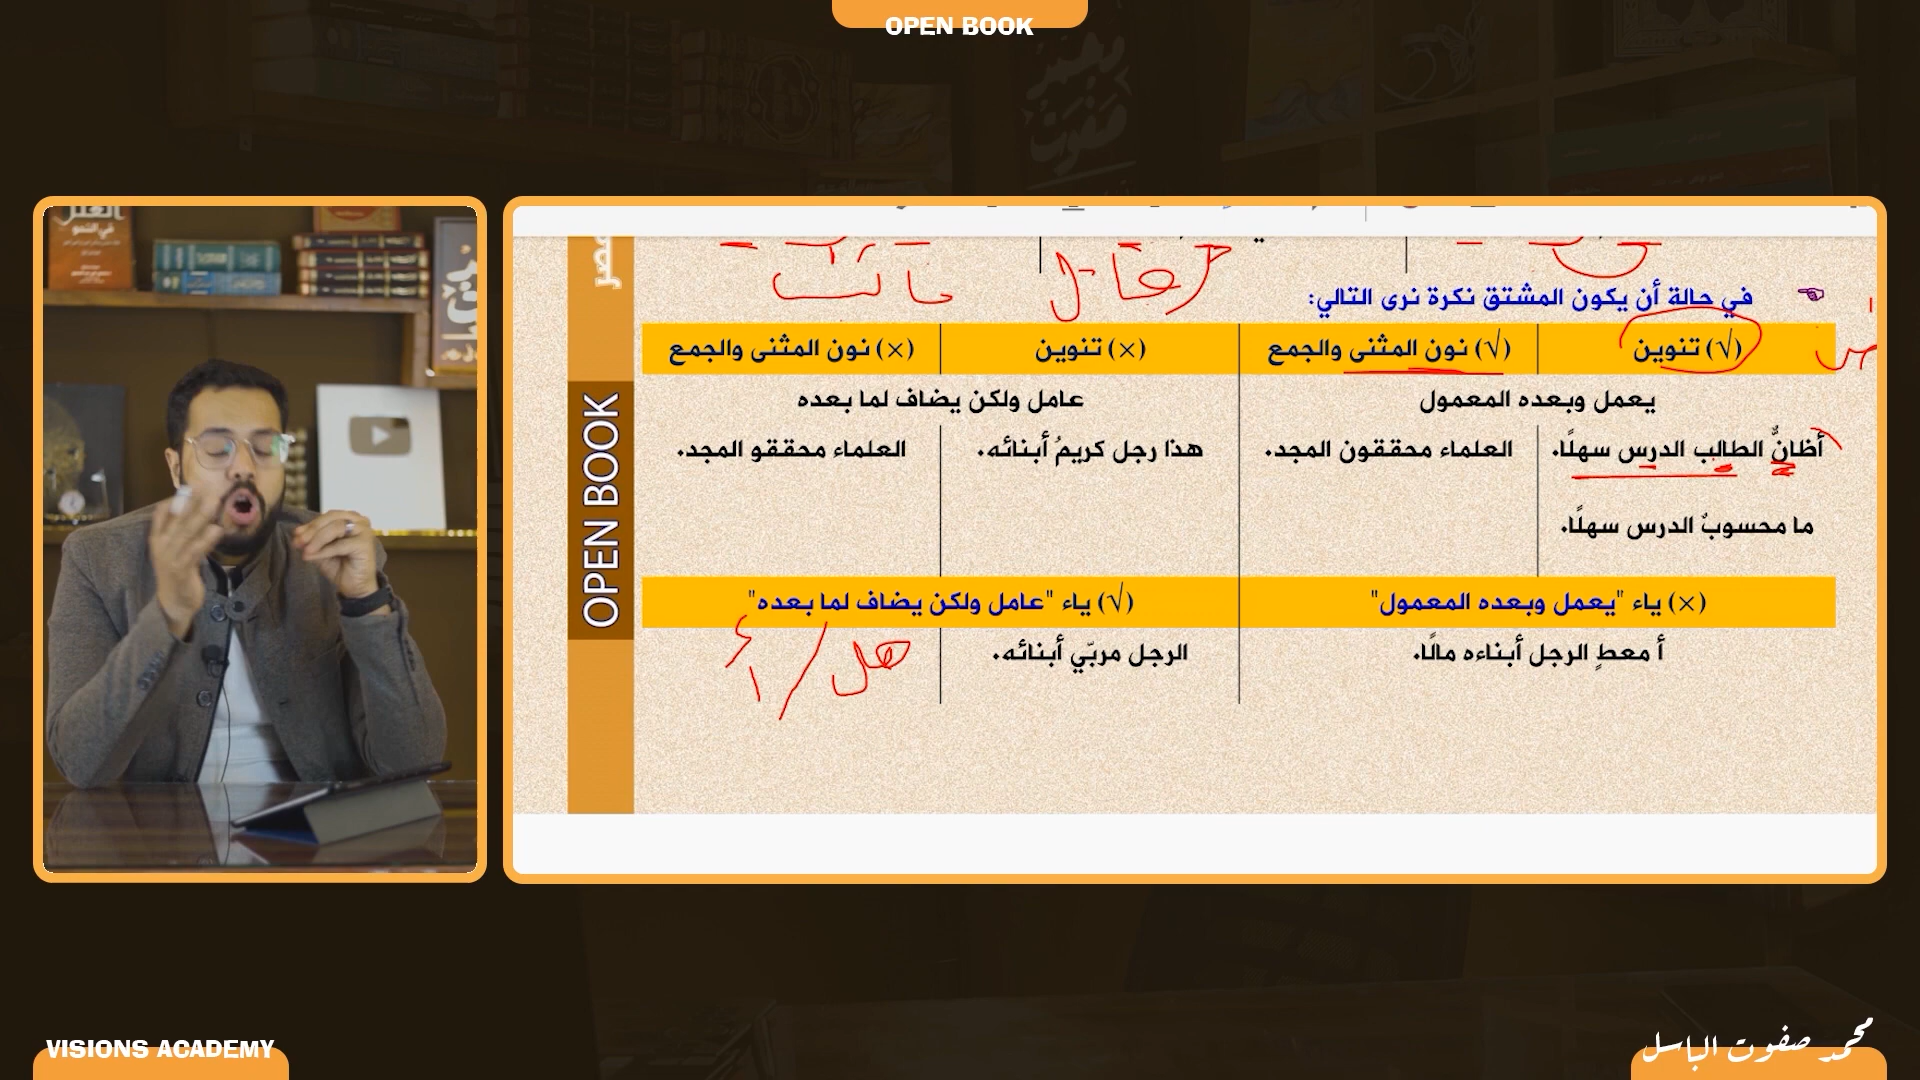 OPEN BOOK
في النحو
في حالة أن يكون المشتق نكرة نرى التالي:
(√) تنوين
(√) نون المثنى والجمع
(×) تنوين
(×) نون المثنى والجمع
يعمل وبعده المعمول
عامل ولكن يضاف لما بعده
أظانٌّ الطالب الدرس سهلًا.
العلماء محققون المجد.
هذا رجل كريمُ أبنائه.
العلماء محققو المجد.
ما محسوبٌ الدرس سهلًا.
OPEN BOOK
(×) ياء "يعمل وبعده المعمول"
(√) ياء "عامل ولكن يضاف لما بعده"
أ معطٍ الرجل أبناءه مالًا.
الرجل مربّي أبنائه.
هل / أ
VISIONS ACADEMY
محمد صفوت الباسل